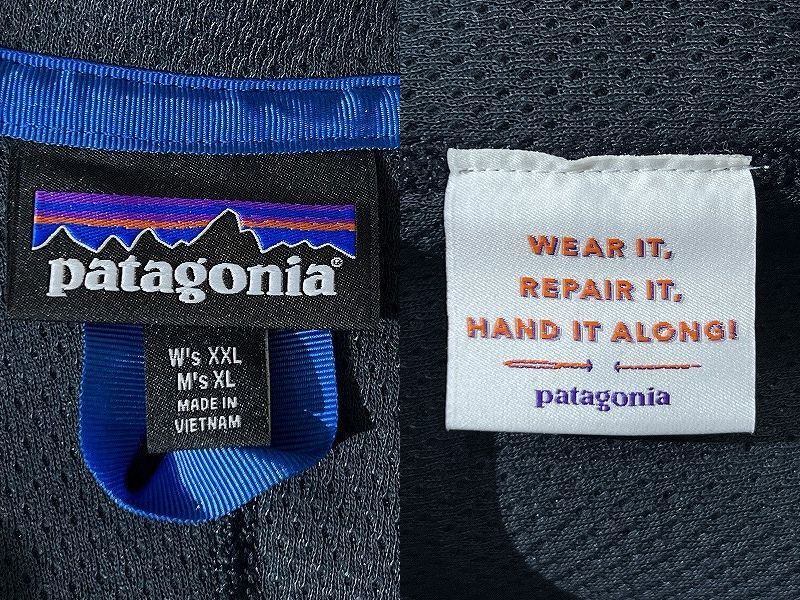 patagonia®
W's XXL
M's XL
MADE IN
VIETNAM
WEAR IT,
REPAIR IT,
HAND IT ALONG!
patagonia